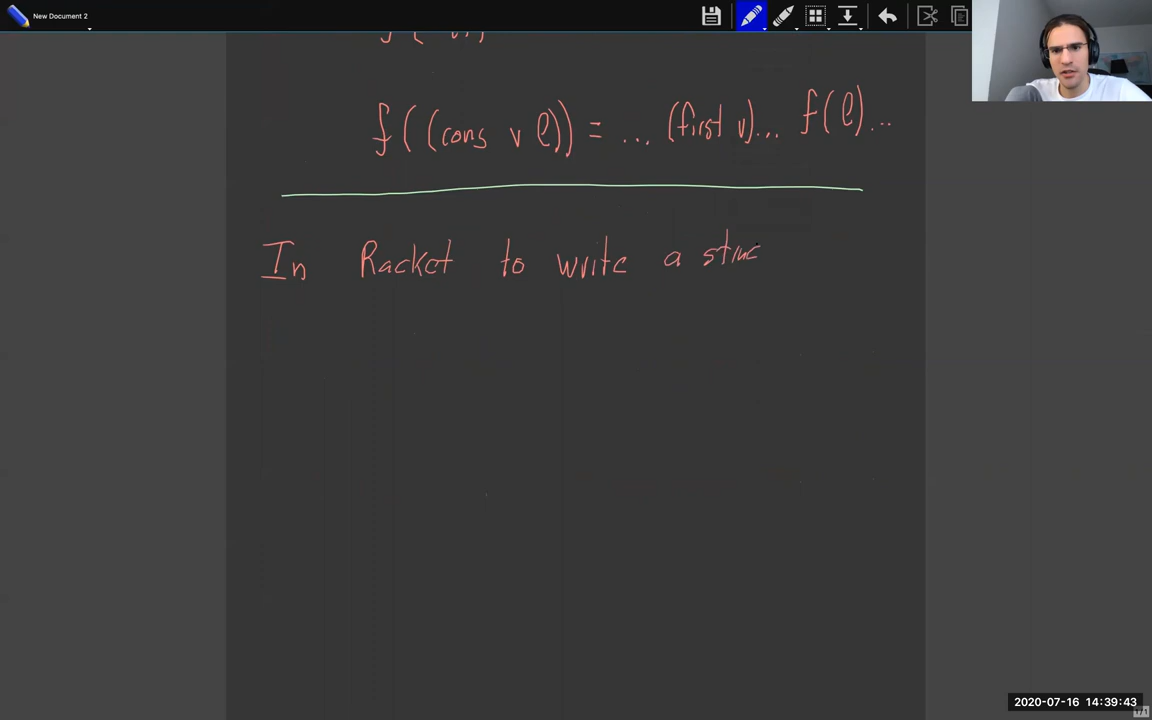 New Document 2
f((cons v l)) = ... (first v)... f(l)...
In Racket to write a struc
2020-07-16 14:39:43